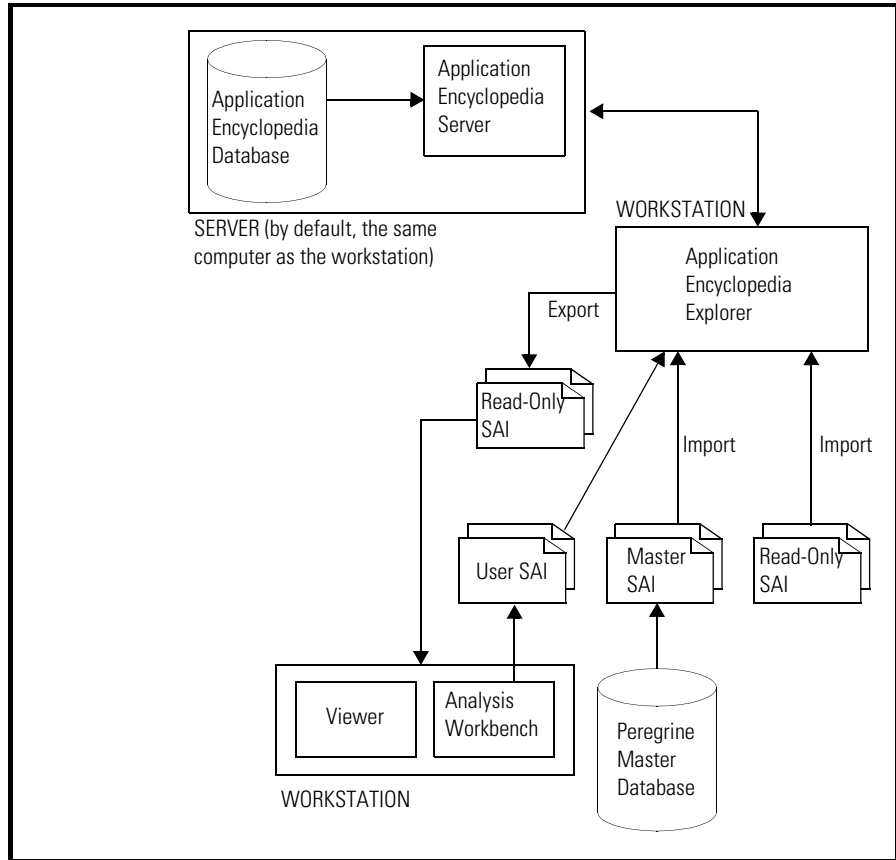 Application
Encyclopedia
Database
Application
Encyclopedia
Server
SERVER (by default, the same
computer as the workstation)
WORKSTATION
Application
Encyclopedia
Explorer
Export
Read-Only
SAI
Import
Import
User SAI
Master
SAI
Read-Only
SAI
Viewer
Analysis
Workbench
WORKSTATION
Peregrine
Master
Database